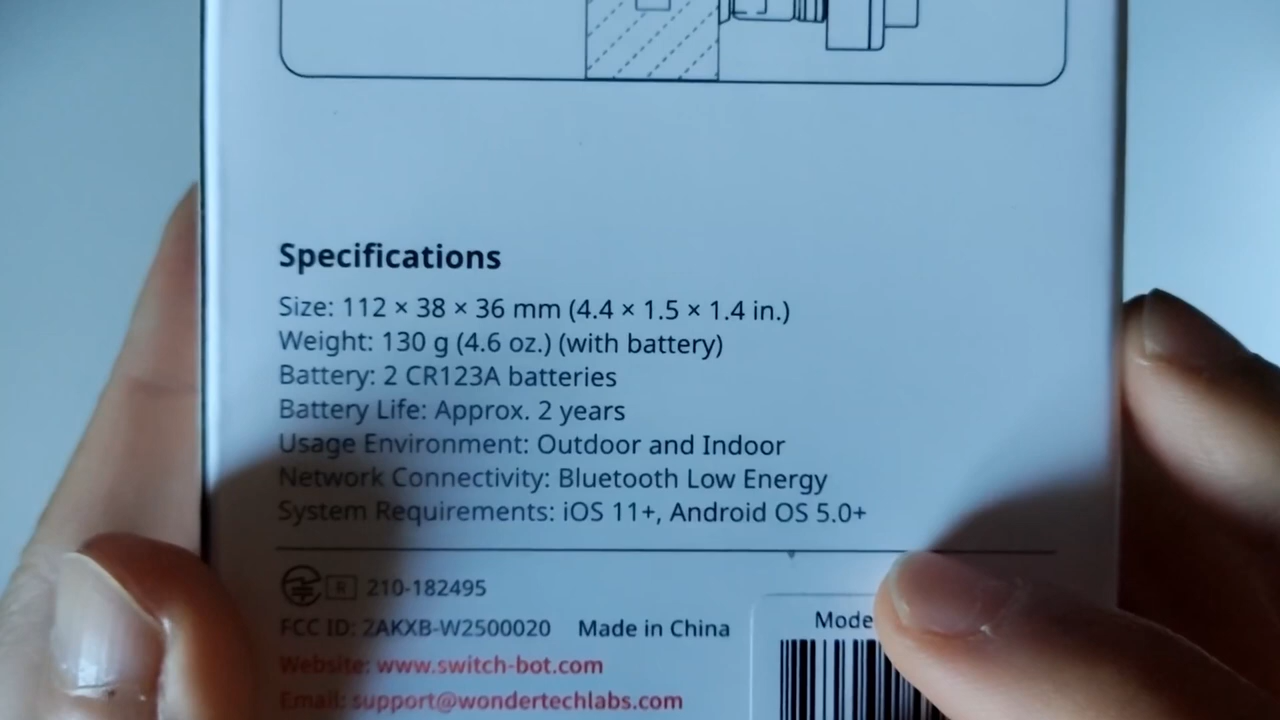 Specifications
Size: 112 × 38 × 36 mm (4.4 × 1.5 × 1.4 in.)
Weight: 130 g (4.6 oz.) (with battery)
Battery: 2 CR123A batteries
Battery Life: Approx. 2 years
Usage Environment: Outdoor and Indoor
Network Connectivity: Bluetooth Low Energy
System Requirements: iOS 11+, Android OS 5.0+
R 210-182495
FCC ID: 2AKXB-W2500020 Made in China
Mode
Website: www.switch-bot.com
Email: support@wondertechlabs.com